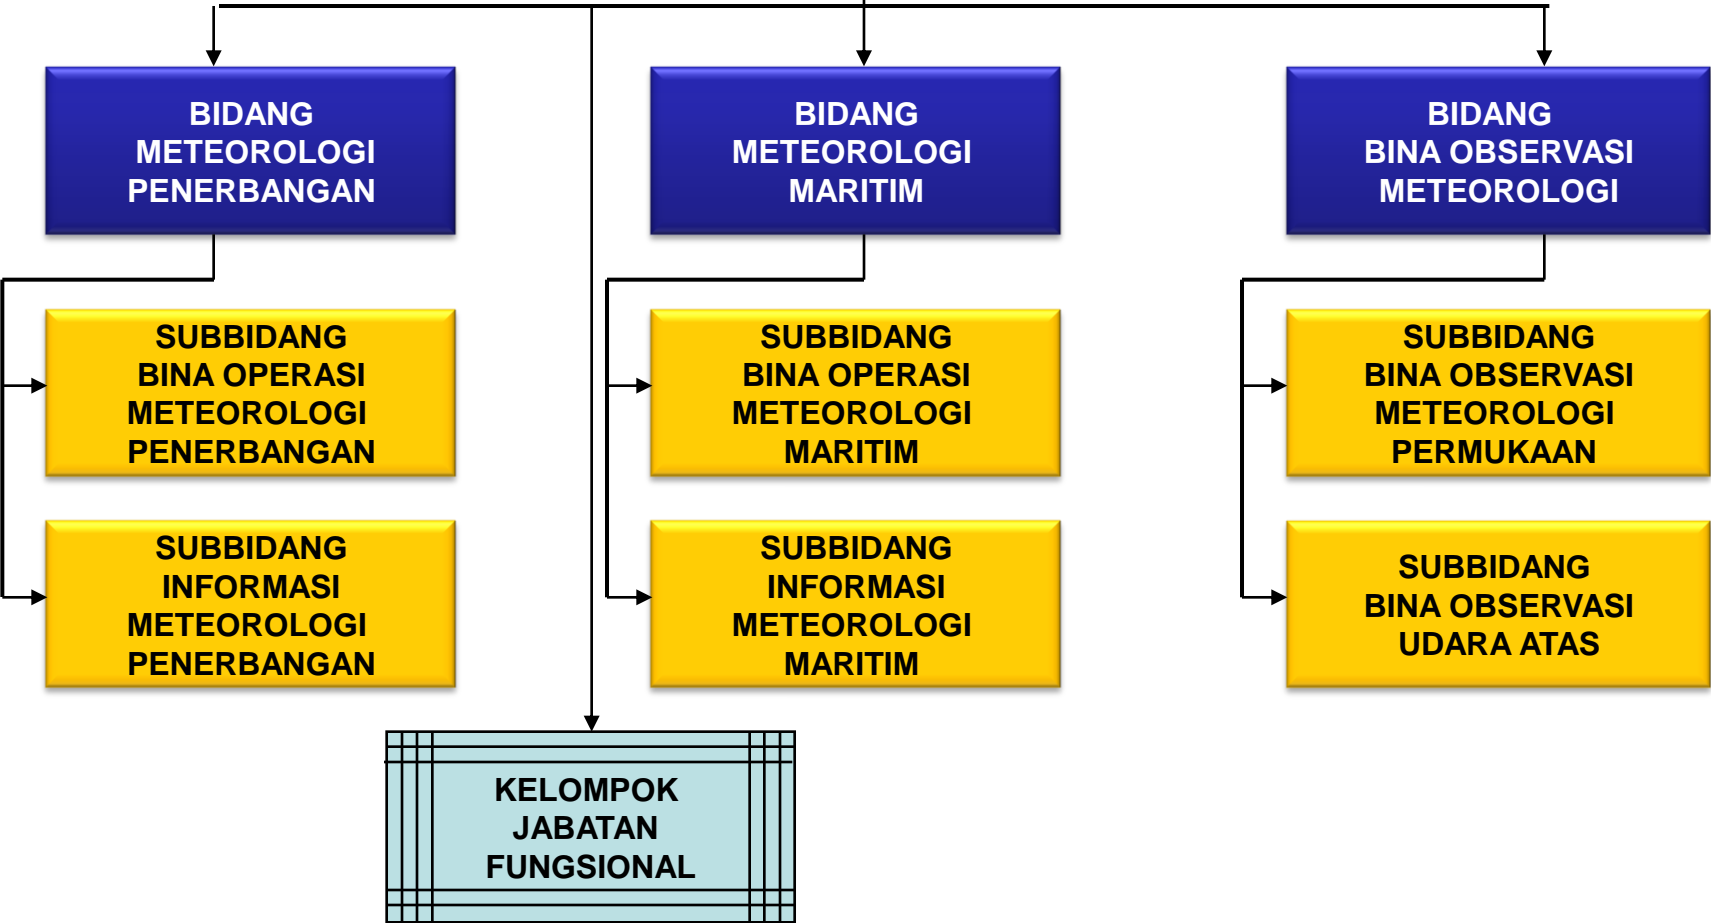 BIDANG
METEOROLOGI
PENERBANGAN
BIDANG
METEOROLOGI
MARITIM
BIDANG
BINA OBSERVASI
METEOROLOGI
SUBBIDANG
BINA OPERASI
METEOROLOGI
PENERBANGAN
SUBBIDANG
BINA OPERASI
METEOROLOGI
MARITIM
SUBBIDANG
BINA OBSERVASI
METEOROLOGI
PERMUKAAN
SUBBIDANG
INFORMASI
METEOROLOGI
PENERBANGAN
SUBBIDANG
INFORMASI
METEOROLOGI
MARITIM
SUBBIDANG
BINA OBSERVASI
UDARA ATAS
KELOMPOK
JABATAN
FUNGSIONAL